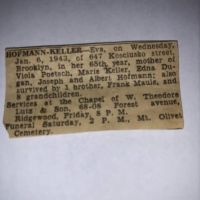 HOFMANN-KELLER—Eva, on Wednesday,
Jan. 6, 1943, of 647 Kosciusko street,
Brooklyn, in her 65th year, mother of
Viola Poetsch, Marie Keller, Edna Du-
gan, Joseph and Albert Hofmann; also
survived by 1 brother, Frank Maule, and
8 grandchildren.
Services at the Chapel of W. Theodore
Lutz & Son, 68-08 Forest avenue,
Ridgewood, Friday, 8 P. M.
Funeral Saturday, 2 P. M., Mt. Olivet
Cemetery.